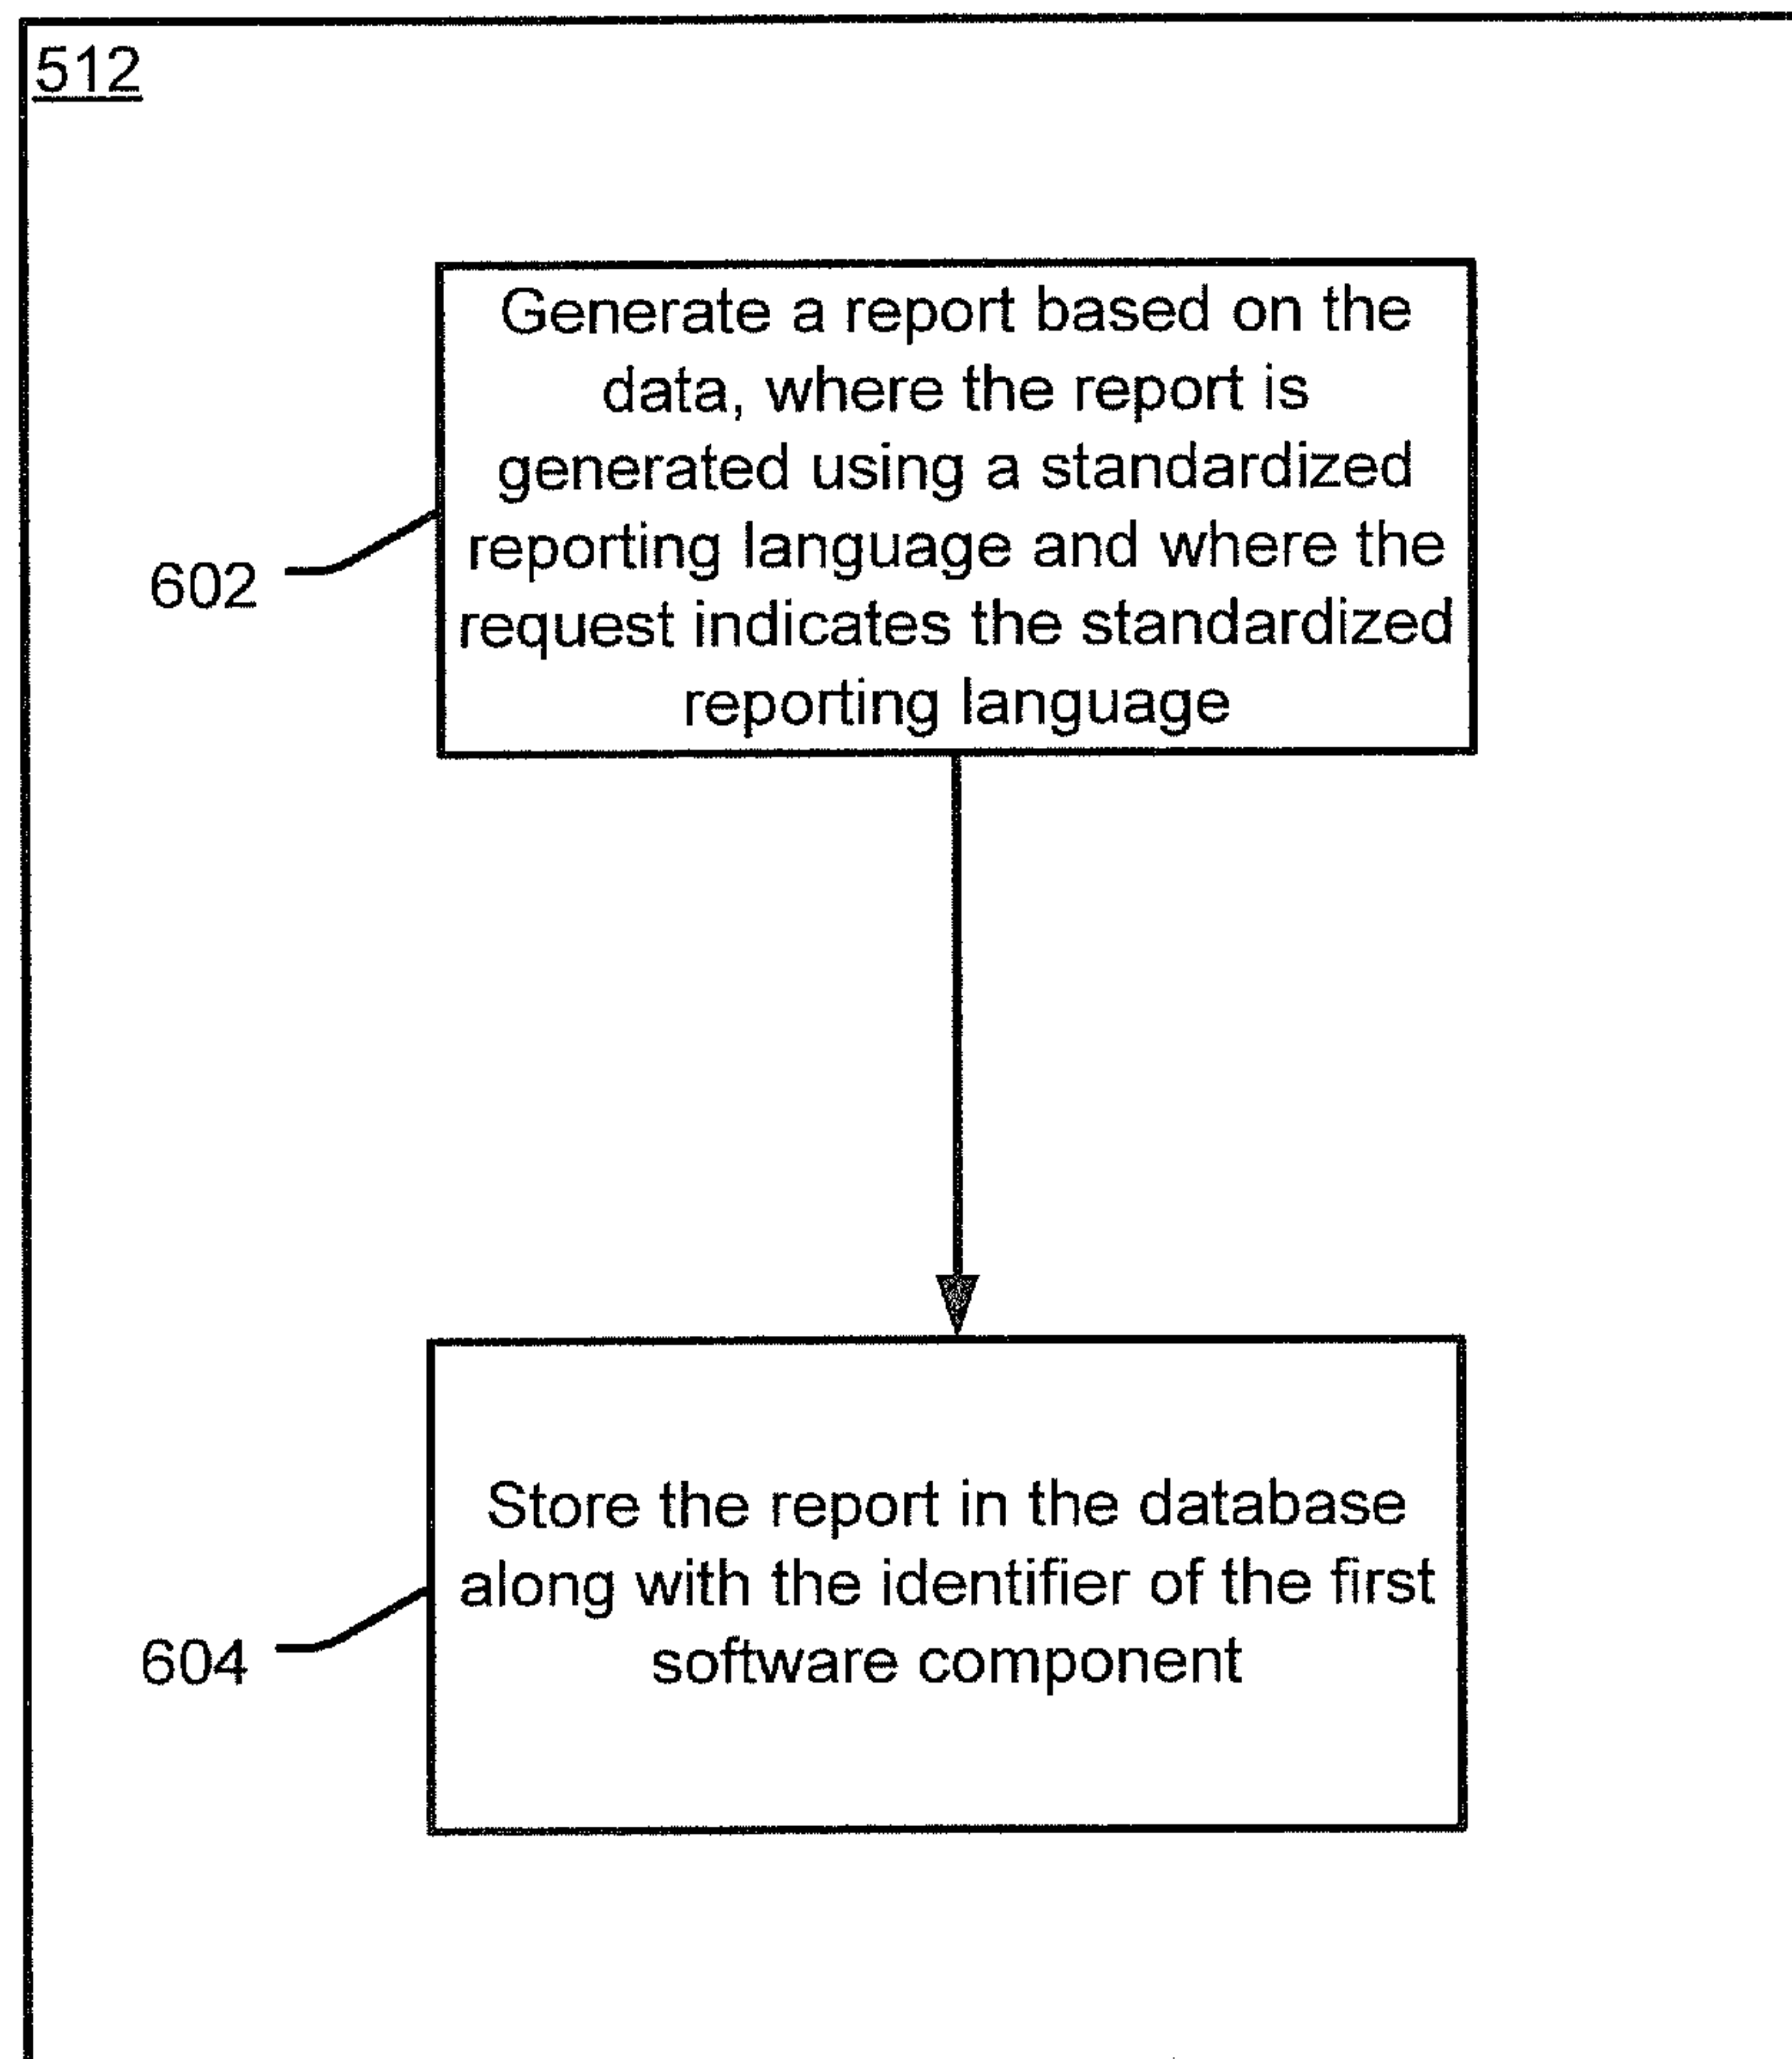 512
Generate a report based on the
data, where the report is
generated using a standardized
reporting language and where the
request indicates the standardized
reporting language
602
Store the report in the database
along with the identifier of the first
software component
604